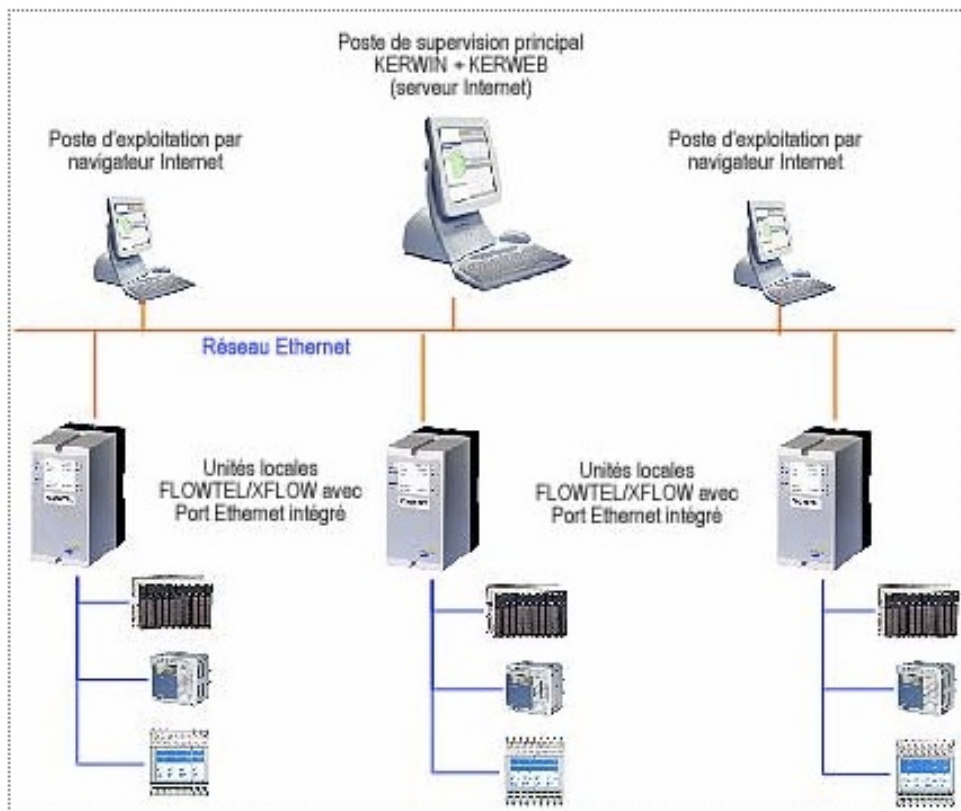 Poste de supervision principal
KERWIN + KERWEB
(serveur Internet)
Poste d'exploitation par
navigateur Internet
Poste d'exploitation par
navigateur Internet
Réseau Ethernet
Unités locales
FLOWTEL/XFLOW avec
Port Ethernet intégré
Unités locales
FLOWTEL/XFLOW avec
Port Ethernet intégré